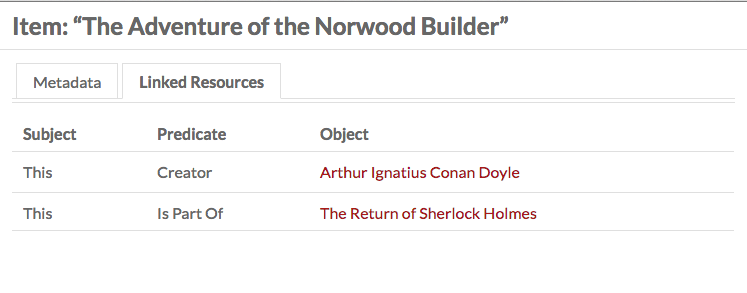 Item: “The Adventure of the Norwood Builder”
Metadata Linked Resources
Subject Predicate Object
This Creator Arthur Ignatius Conan Doyle
This Is Part Of The Return of Sherlock Holmes